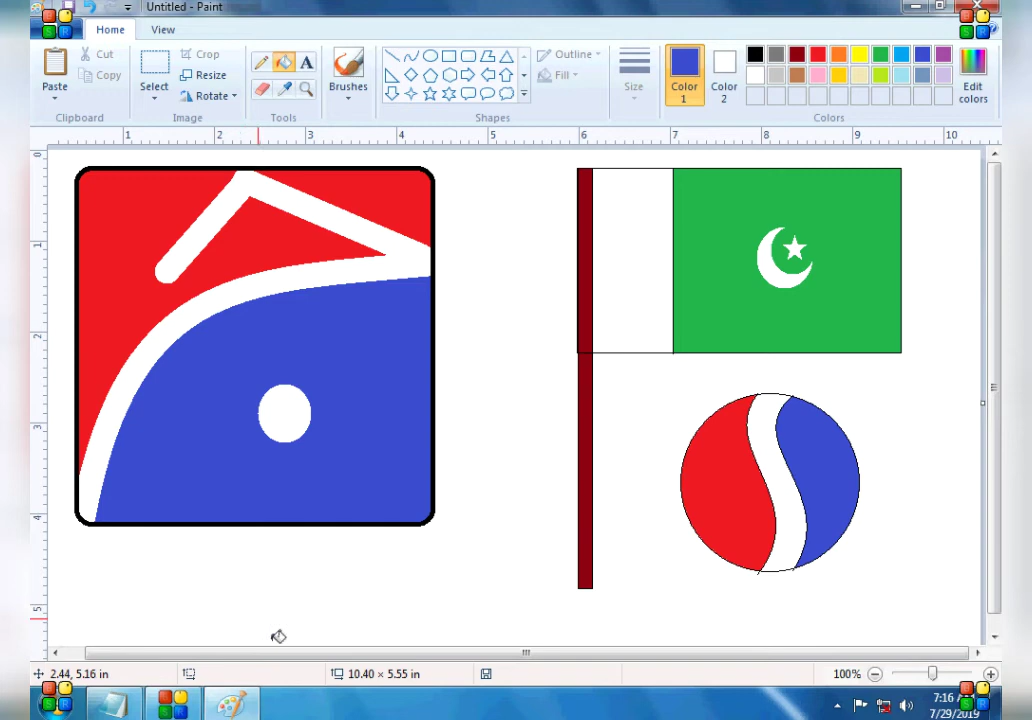 Untitled - Paint
Home View
Cut
Copy
Paste
Clipboard
Select
Crop
Resize
Rotate
Image
A
Tools
Brushes
Outline
Fill
Shapes
Size
Color 1
Color 2
Edit colors
Colors
1 2 3 4 5 6 7 8 9 10
0
1
2
3
4
5
2.44, 5.16 in
10.40 × 5.55 in
100%
S R
S R
S R
S R
7:16 A
7/29/2019